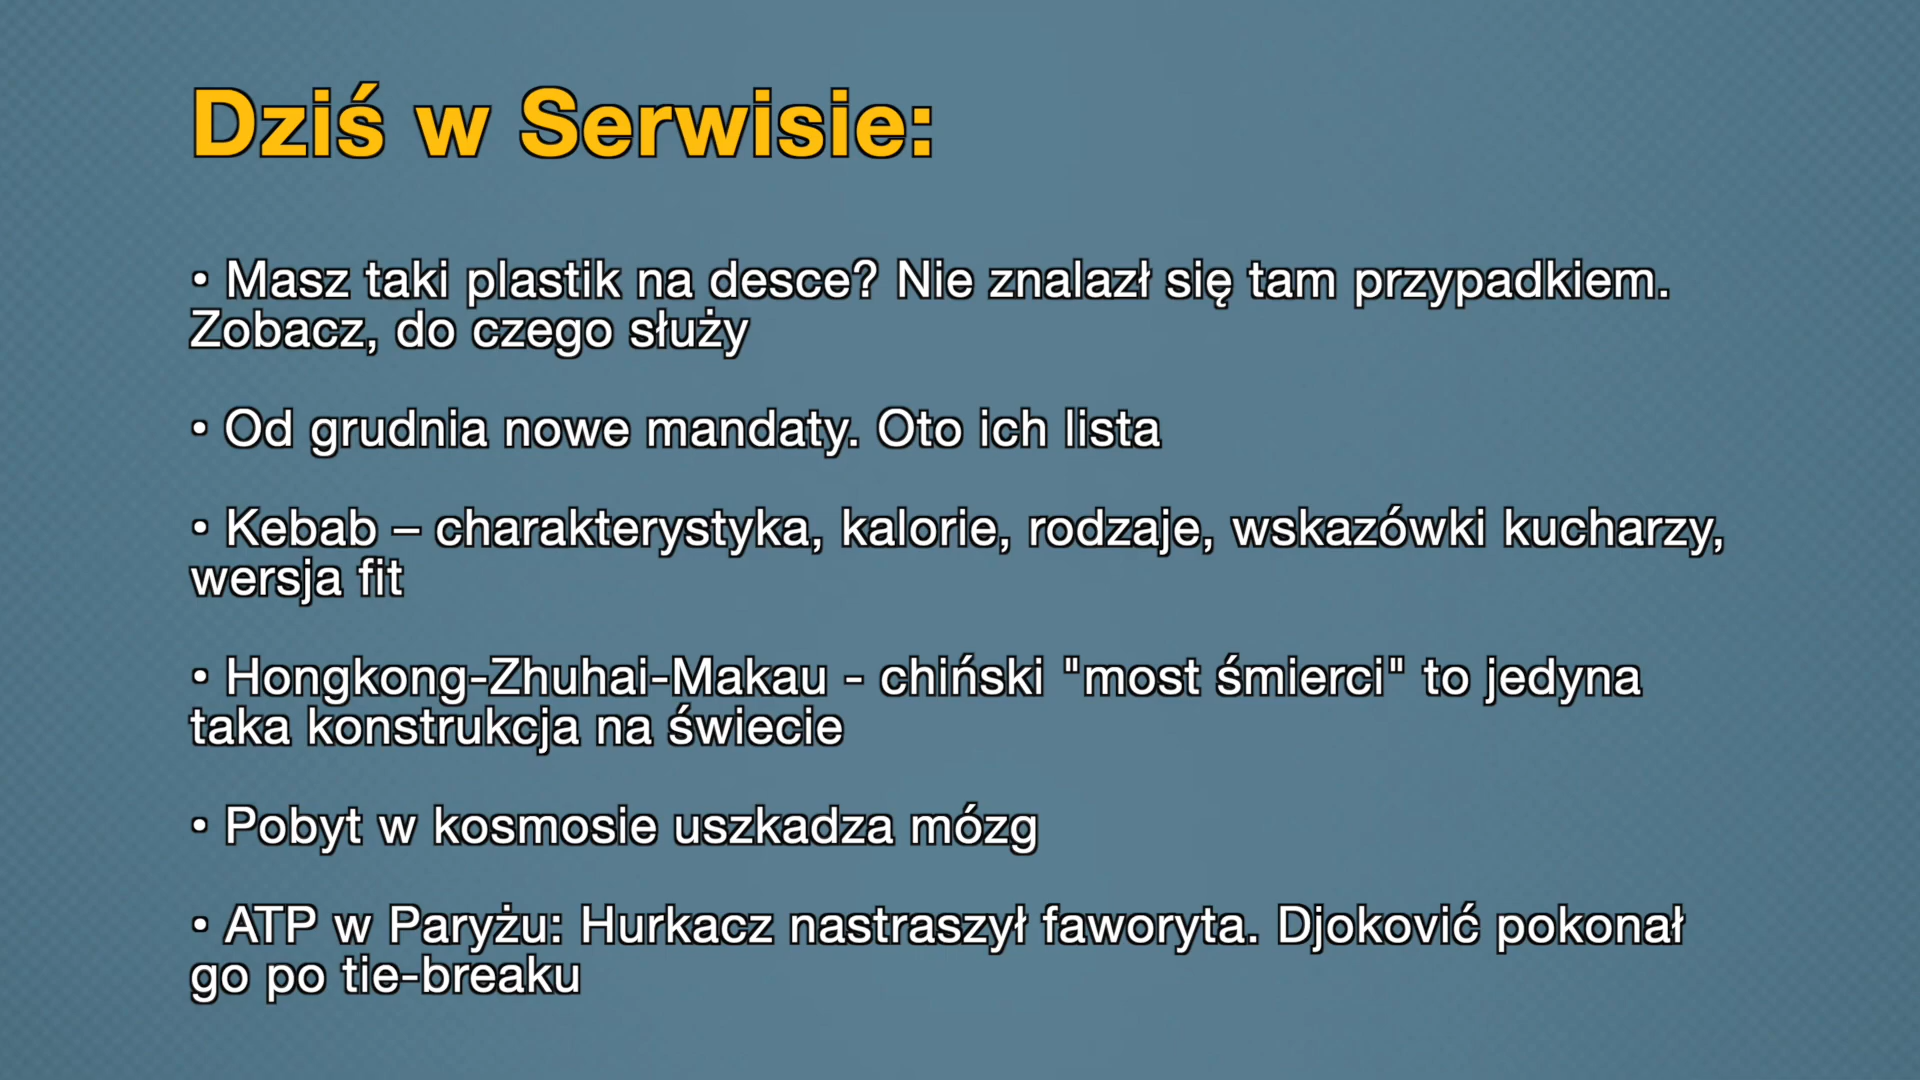 Dziś w Serwisie:
• Masz taki plastik na desce? Nie znalazł się tam przypadkiem.
Zobacz, do czego służy
• Od grudnia nowe mandaty. Oto ich lista
• Kebab – charakterystyka, kalorie, rodzaje, wskazówki kucharzy,
wersja fit
• Hongkong-Zhuhai-Makau - chiński "most śmierci" to jedyna
taka konstrukcja na świecie
• Pobyt w kosmosie uszkadza mózg
• ATP w Paryżu: Hurkacz nastraszył faworyta. Djoković pokonał
go po tie-breaku